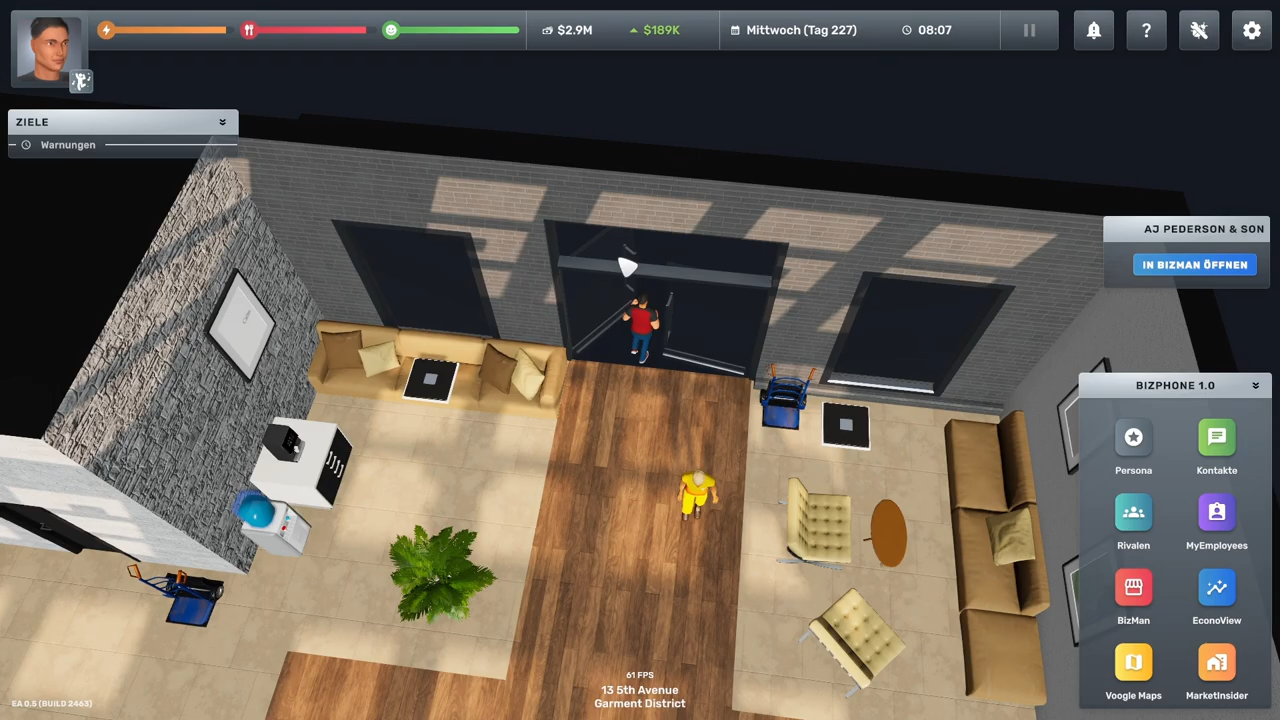 $2.9M
$189K
Mittwoch (Tag 227)
08:07
ZIELE
Warnungen
AJ PEDERSON & SON
IN BIZMAN ÖFFNEN
BIZPHONE 1.0
Persona
Kontakte
Rivalen
MyEmployees
BizMan
EconoView
Voogle Maps
MarketInsider
61 FPS
13 5th Avenue
Garment District
EA 0.5 (BUILD 2463)